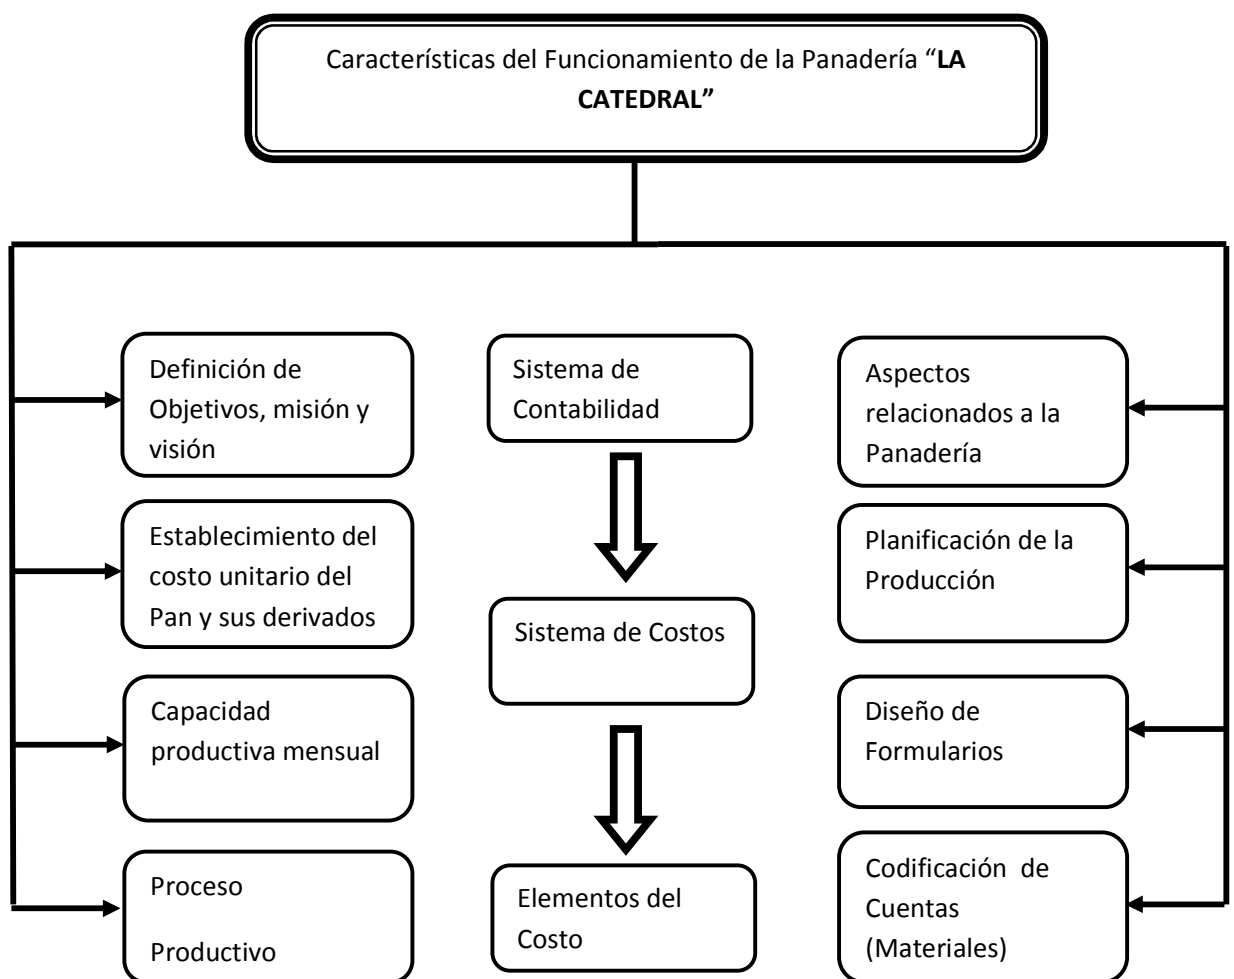 Características del Funcionamiento de la Panadería “LA
CATEDRAL”
Definición de
Objetivos, misión y
visión
Establecimiento del
costo unitario del
Pan y sus derivados
Capacidad
productiva mensual
Proceso
Productivo
Sistema de
Contabilidad
Sistema de Costos
Elementos del
Costo
Aspectos
relacionados a la
Panadería
Planificación de la
Producción
Diseño de
Formularios
Codificación de
Cuentas
(Materiales)